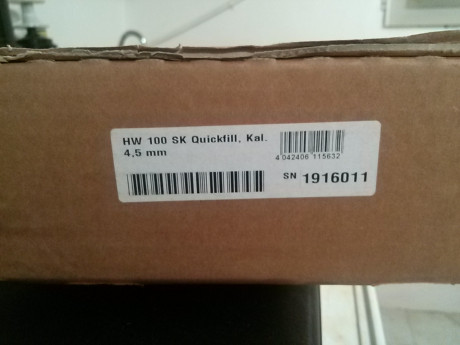 HW 100 SK Quickfill, Kal.
4,5 mm
4 042406 115632
SN 1916011